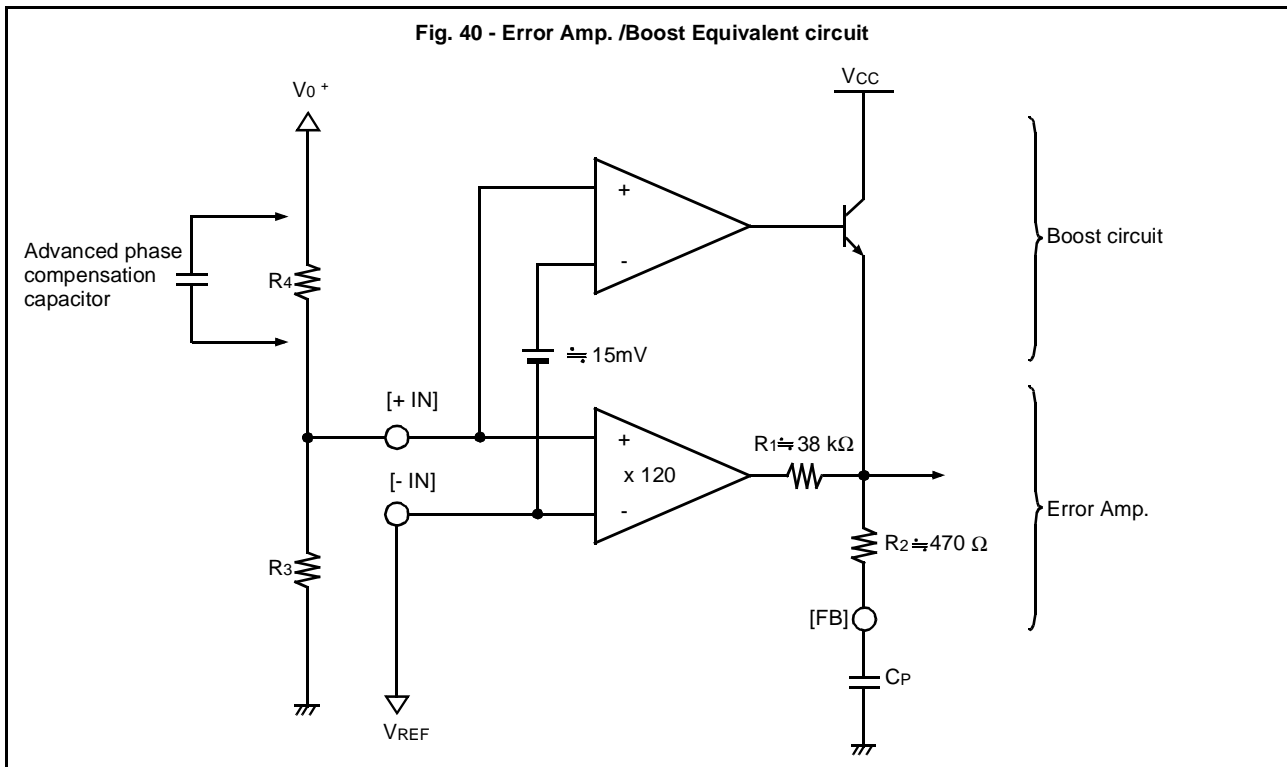 Fig. 40 - Error Amp. /Boost Equivalent circuit
V0 +
VCC
+
-
Boost circuit
Advanced phase
compensation
capacitor
R4
≒ 15mV
[+ IN]
+
x 120
-
R1≒38 kΩ
[- IN]
Error Amp.
R2≒470 Ω
R3
[FB]
CP
VREF